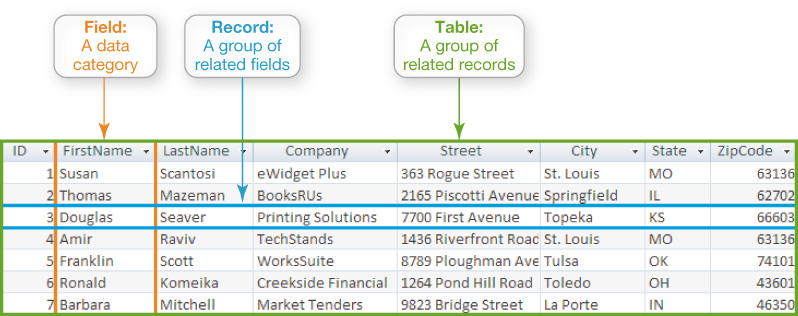 Field:
A data
category
Record:
A group of
related fields
Table:
A group of
related records
ID FirstName LastName Company Street City State ZipCode
1 Susan Scantosi eWidget Plus 363 Rogue Street St. Louis MO 63136
2 Thomas Mazeman BooksRUs 2165 Piscotti Avenue Springfield IL 62702
3 Douglas Seaver Printing Solutions 7700 First Avenue Topeka KS 66603
4 Amir Raviv TechStands 1436 Riverfront Road St. Louis MO 63136
5 Franklin Scott WorksSuite 8789 Ploughman Ave Tulsa OK 74101
6 Ronald Komeika Creekside Financial 1264 Pond Hill Road Toledo OH 43601
7 Barbara Mitchell Market Tenders 9823 Bridge Street La Porte IN 46350